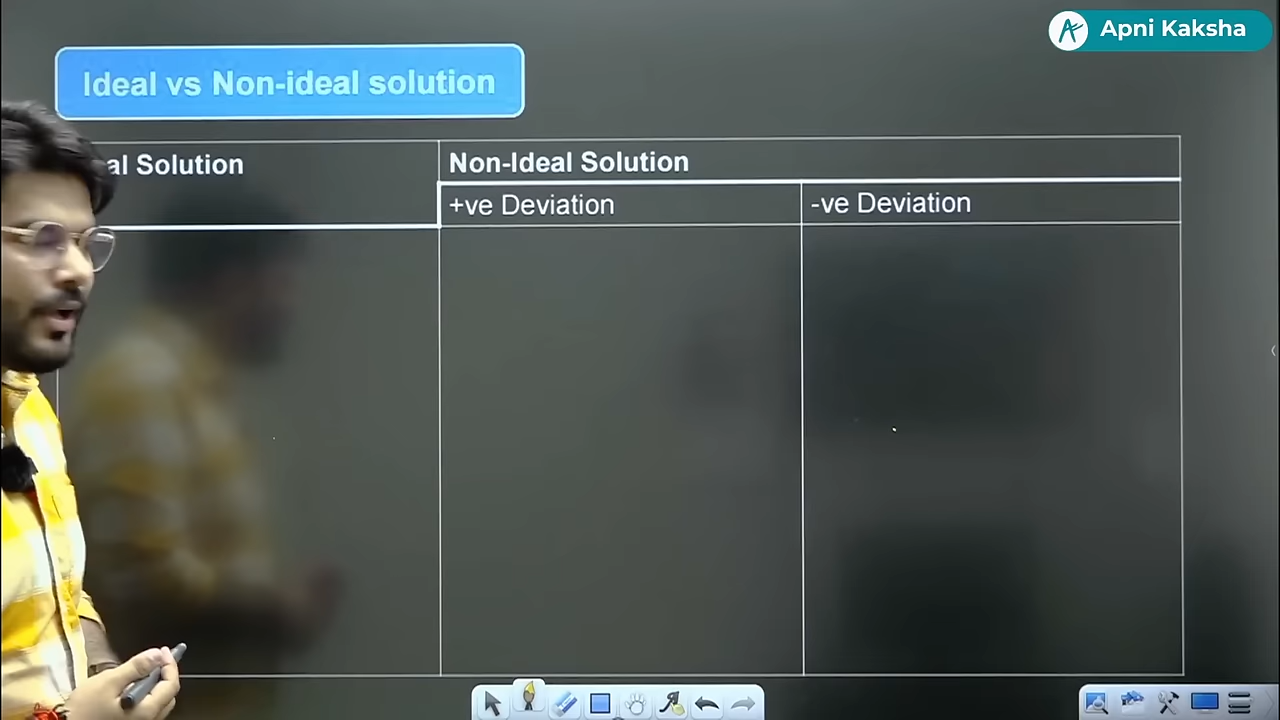 Apni Kaksha
Ideal vs Non-ideal solution
al Solution
Non-Ideal Solution
+ve Deviation
-ve Deviation